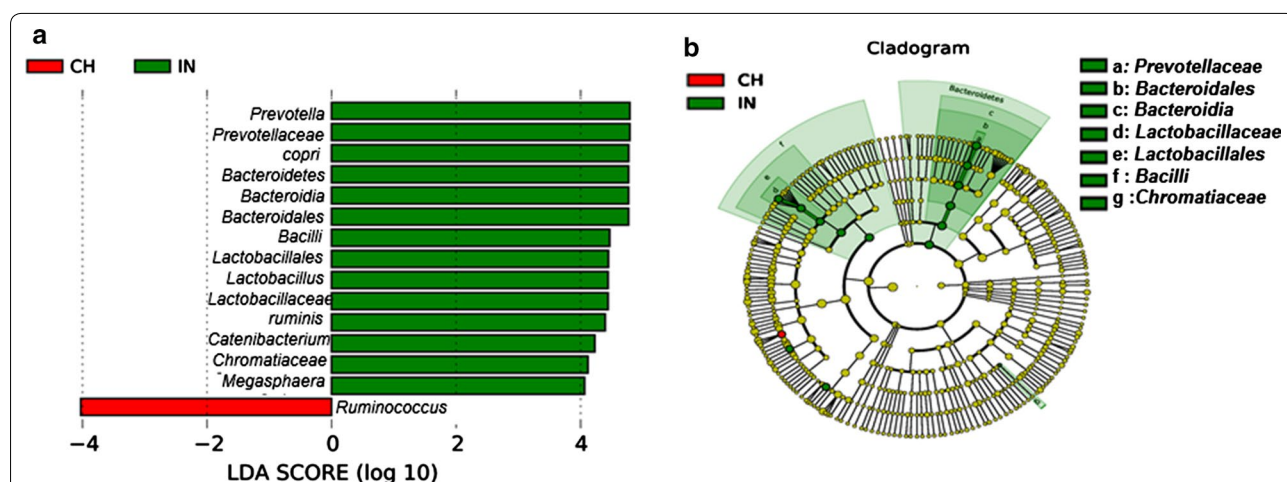 a
CH IN
Prevotella
Prevotellaceae
copri
Bacteroidetes
Bacteroidia
Bacteroidales
Bacilli
Lactobacillales
Lactobacillus
Lactobacillaceae
ruminis
Catenibacterium
Chromatiaceae
Megasphaera
Ruminococcus
−4 −2 0 2 4
LDA SCORE (log 10)
b
Cladogram
CH
IN
Bacteroidetes
c
b
f
e
a: Prevotellaceae
b: Bacteroidales
c: Bacteroidia
d: Lactobacillaceae
e: Lactobacillales
f : Bacilli
g :Chromatiaceae